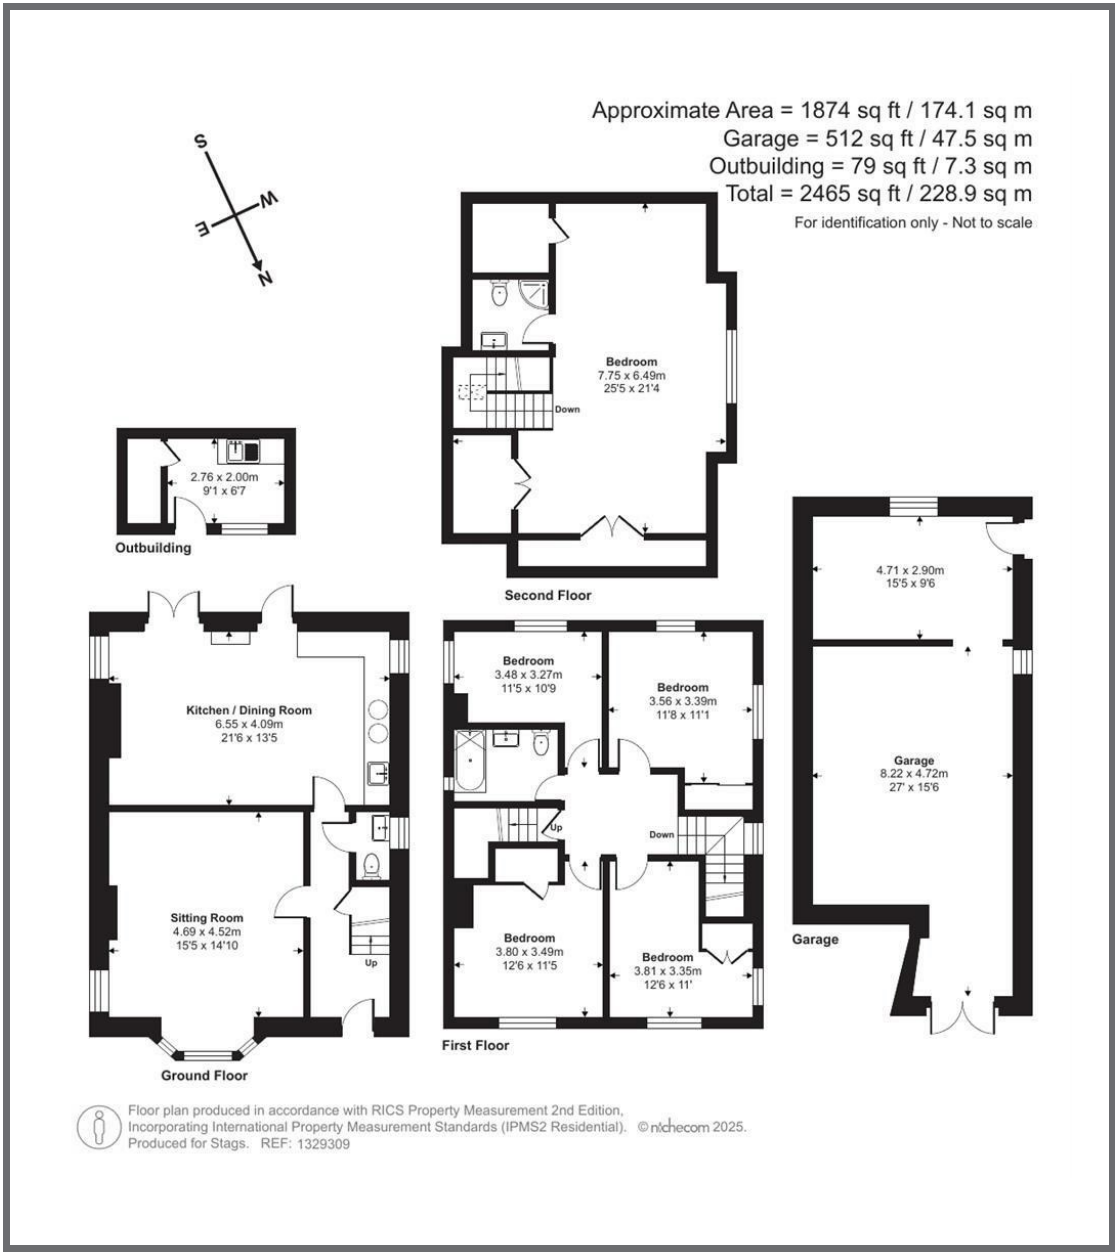 Approximate Area = 1874 sq ft / 174.1 sq m
Garage = 512 sq ft / 47.5 sq m
Outbuilding = 79 sq ft / 7.3 sq m
Total = 2465 sq ft / 228.9 sq m
For identification only - Not to scale
S
W
E
N
Bedroom
7.75 x 6.49m
25'5 x 21'4
Down
Second Floor
2.76 x 2.00m
9'1 x 6'7
Outbuilding
4.71 x 2.90m
15'5 x 9'6
Garage
8.22 x 4.72m
27' x 15'6
Garage
Kitchen / Dining Room
6.55 x 4.09m
21'6 x 13'5
Sitting Room
4.69 x 4.52m
15'5 x 14'10
Up
Ground Floor
Bedroom
3.48 x 3.27m
11'5 x 10'9
Bedroom
3.56 x 3.39m
11'8 x 11'1
Up
Down
Bedroom
3.80 x 3.49m
12'6 x 11'5
Bedroom
3.81 x 3.35m
12'6 x 11'
First Floor
Floor plan produced in accordance with RICS Property Measurement 2nd Edition,
Incorporating International Property Measurement Standards (IPMS2 Residential). © nichecom 2025.
Produced for Stags. REF: 1329309